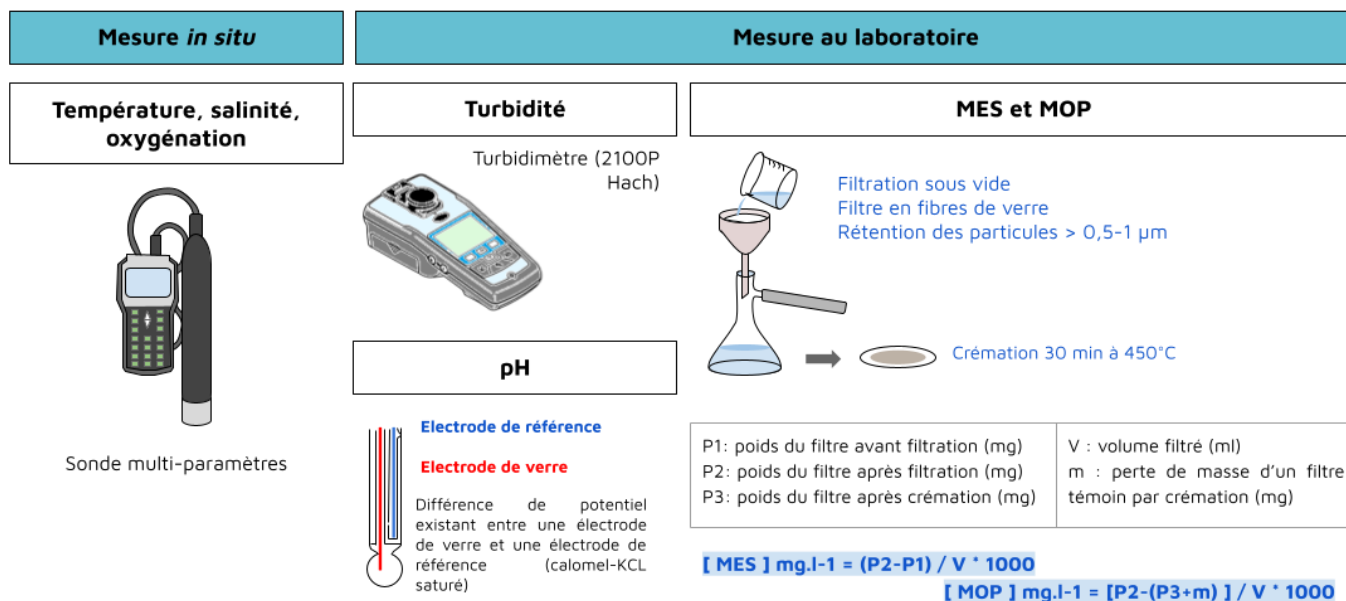 Mesure in situ
Mesure au laboratoire
Température, salinité,
oxygénation
Sonde multi-paramètres
Turbidité
Turbidimètre (2100P
Hach)
pH
Electrode de référence
Electrode de verre
Différence de potentiel
existant entre une électrode
de verre et une électrode de
référence (calomel-KCL
saturé)
MES et MOP
Filtration sous vide
Filtre en fibres de verre
Rétention des particules > 0,5-1 µm
Crémation 30 min à 450°C
P1: poids du filtre avant filtration (mg)
P2: poids du filtre après filtration (mg)
P3: poids du filtre après crémation (mg)
V : volume filtré (ml)
m : perte de masse d'un filtre
témoin par crémation (mg)
[ MES ] mg.l-1 = (P2-P1) / V * 1000
[ MOP ] mg.l-1 = [P2-(P3+m) ] / V * 1000